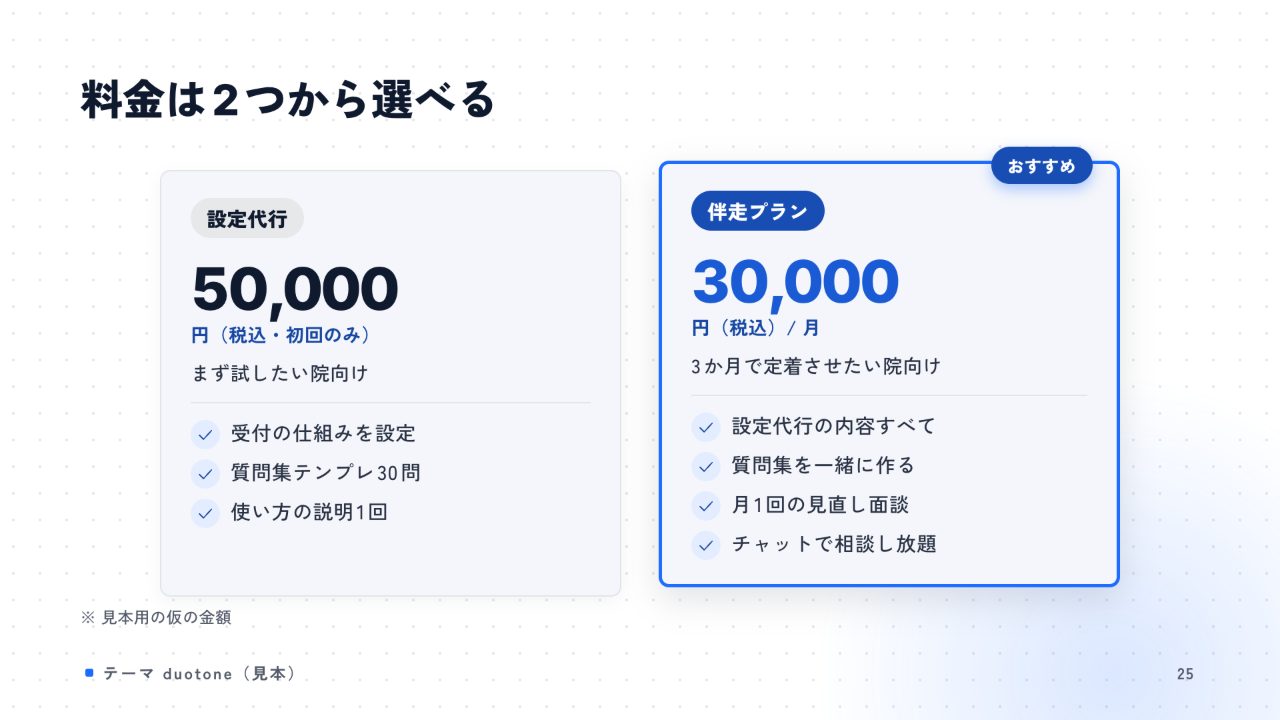 料金は2つから選べる
設定代行
50,000
円（税込・初回のみ）
まず試したい院向け
受付の仕組みを設定
質問集テンプレ30問
使い方の説明1回
おすすめ
伴走プラン
30,000
円（税込）/ 月
3か月で定着させたい院向け
設定代行の内容すべて
質問集を一緒に作る
月1回の見直し面談
チャットで相談し放題
※ 見本用の仮の金額
テーマ duotone（見本）
25